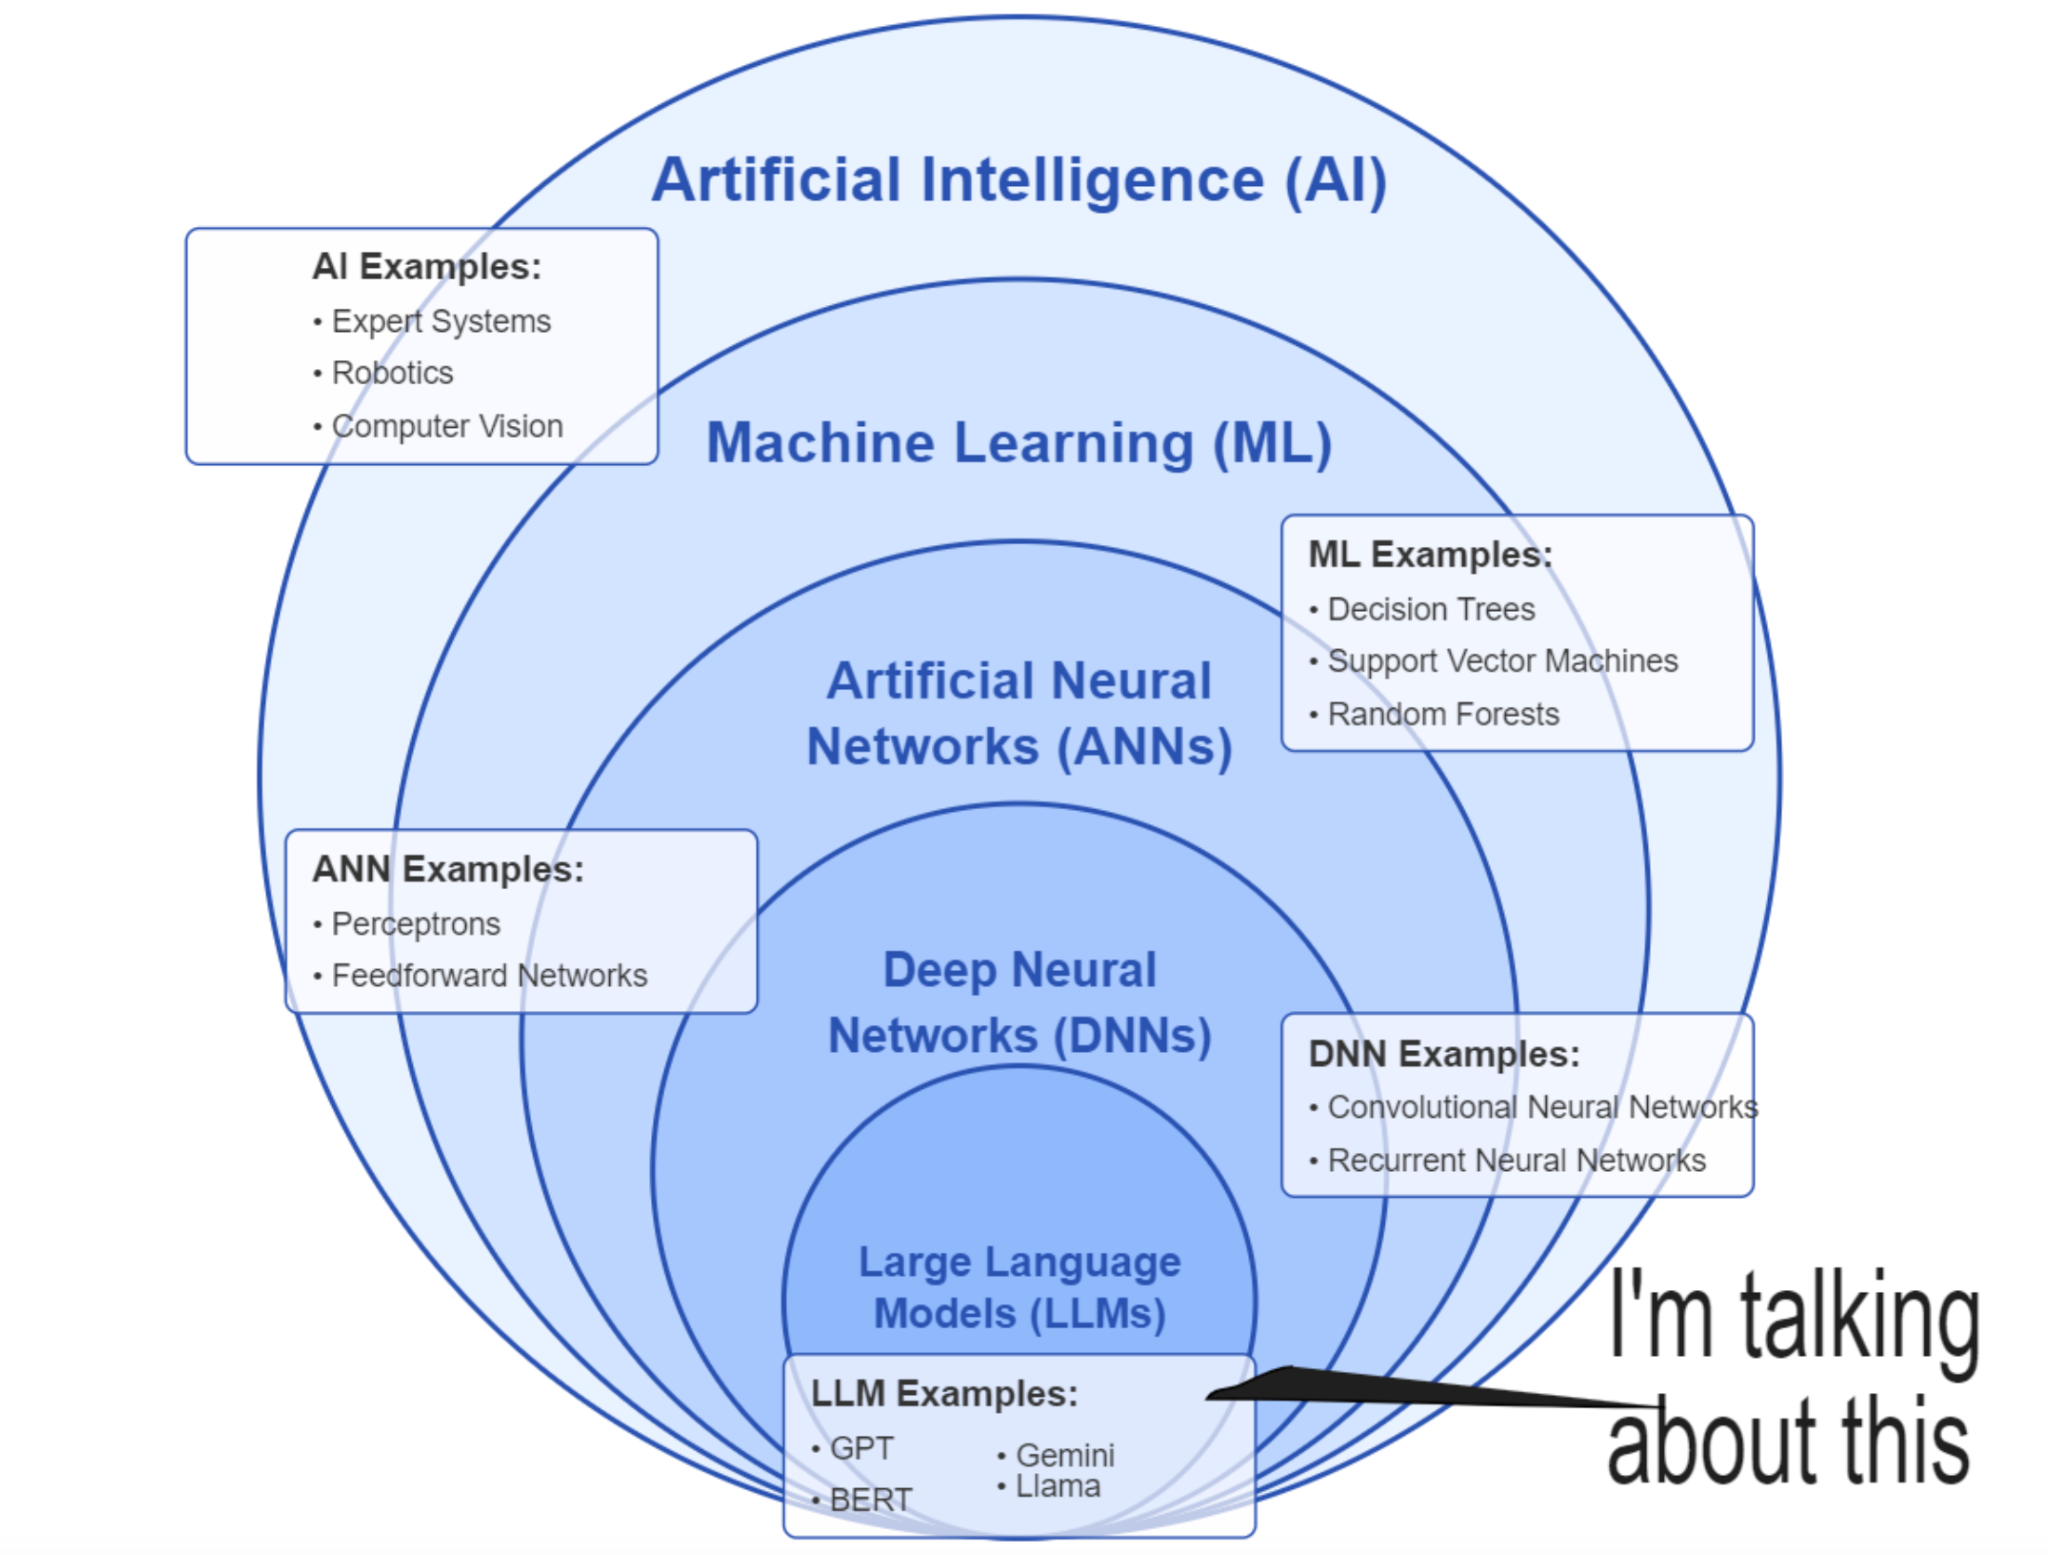 Artificial Intelligence (AI)
AI Examples:
• Expert Systems
• Robotics
• Computer Vision
Machine Learning (ML)
ML Examples:
• Decision Trees
• Support Vector Machines
• Random Forests
Artificial Neural
Networks (ANNs)
ANN Examples:
• Perceptrons
• Feedforward Networks
Deep Neural
Networks (DNNs)
DNN Examples:
• Convolutional Neural Networks
• Recurrent Neural Networks
Large Language
Models (LLMs)
LLM Examples:
• GPT
• BERT
• Gemini
• Llama
I'm talking
about this